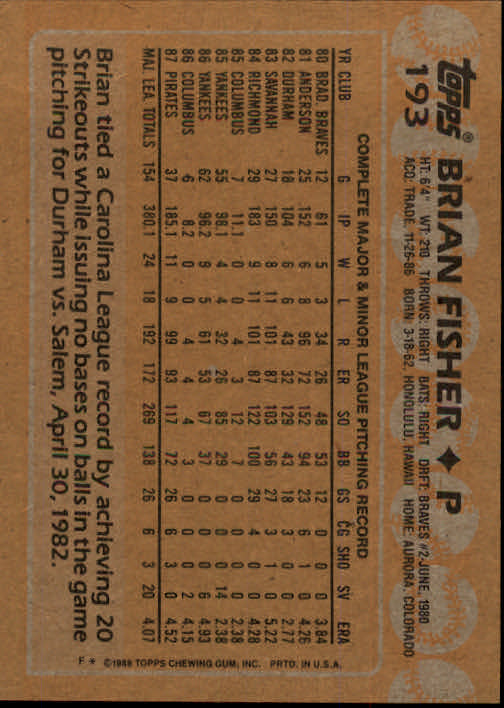 topps® BRIAN FISHER ♦ P
193 HT: 6'4" WT: 210 THROWS: RIGHT BATS: RIGHT DRFT: BRAVES #2-JUNE, 1980
ACQ: TRADE, 11-26-86 BORN: 3-18-62, HONOLULU, HAWAII HOME: AURORA, COLORADO
COMPLETE MAJOR & MINOR LEAGUE PITCHING RECORD
YR CLUB G IP W L R ER SO BB GS CG SHO SV ERA
80 BRAD. BRAVES 12 61 5 3 34 26 48 53 12 0 0 0 3.84
81 ANDERSON 25 152 6 8 96 72 152 94 23 6 1 0 4.26
82 DURHAM 18 104 6 6 43 32 129 43 18 3 0 0 2.77
83 SAVANNAH 27 150 8 11 101 87 103 56 27 3 1 0 5.22
84 RICHMOND 29 183 9 11 101 87 122 100 29 4 0 0 4.28
85 COLUMBUS 7 11.1 0 0 4 3 12 7 0 0 0 0 2.38
85 YANKEES 55 98.1 4 4 32 26 85 29 0 0 0 14 2.38
86 YANKEES 62 96.2 9 5 61 53 67 37 0 0 0 6 4.93
86 COLUMBUS 6 8.2 0 0 4 4 4 3 0 0 0 2 4.15
87 PIRATES 37 185.1 11 9 99 93 117 72 26 6 3 0 4.52
MAJ. LEA. TOTALS 154 380.1 24 18 192 172 269 138 26 6 3 20 4.07
Brian tied a Carolina League record by achieving 20
Strikeouts while issuing no bases on balls in the game
pitching for Durham vs. Salem, April 30, 1982.
F* ©1988 TOPPS CHEWING GUM, INC. PRTD. IN U.S.A.